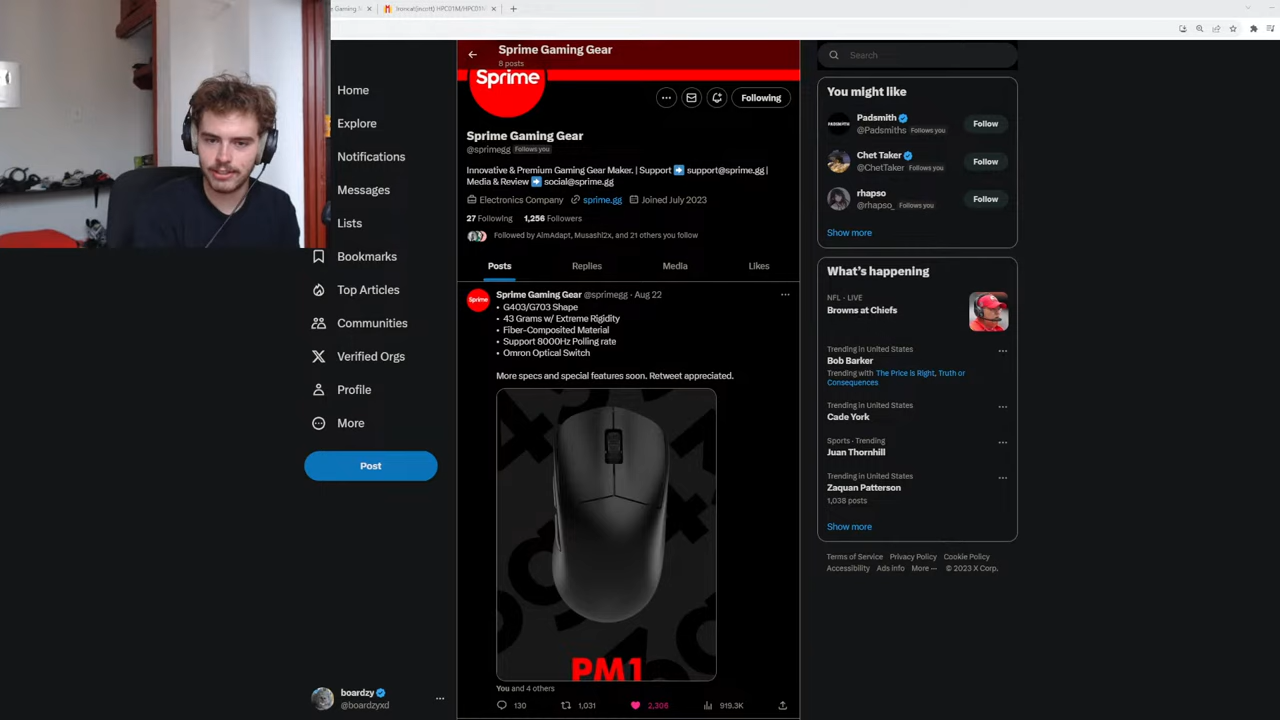 Gaming M
Ironcat(incott) HPC01M/HPC01M
Sprime Gaming Gear
8 posts
Sprime
Following
Sprime Gaming Gear
@sprimegg Follows you
Innovative & Premium Gaming Gear Maker. | Support ➡️ support@sprime.gg |
Media & Review ➡️ social@sprime.gg
Electronics Company sprime.gg Joined July 2023
27 Following 1,256 Followers
Followed by AimAdapt, Musashi2x, and 21 others you follow
Posts Replies Media Likes
Sprime
Sprime Gaming Gear @sprimegg · Aug 22
• G403/G703 Shape
• 43 Grams w/ Extreme Rigidity
• Fiber-Composited Material
• Support 8000Hz Polling rate
• Omron Optical Switch
More specs and special features soon. Retweet appreciated.
PM1
You and 4 others
130 1,031 2,306 919.3K
Home
Explore
Notifications
Messages
Lists
Bookmarks
Top Articles
Communities
Verified Orgs
Profile
More
Post
boardzy
@boardzyxd
Search
You might like
PADSMITH
Padsmith
@Padsmiths Follows you
Follow
Chet Taker
@ChetTaker Follows you
Follow
rhapso
@rhapso_ Follows you
Follow
Show more
What's happening
NFL · LIVE
Browns at Chiefs
Trending in United States
Bob Barker
Trending with The Price is Right, Truth or
Consequences
Trending in United States
Cade York
Sports · Trending
Juan Thornhill
Trending in United States
Zaquan Patterson
1,038 posts
Show more
Terms of Service Privacy Policy Cookie Policy
Accessibility Ads info More ··· © 2023 X Corp.